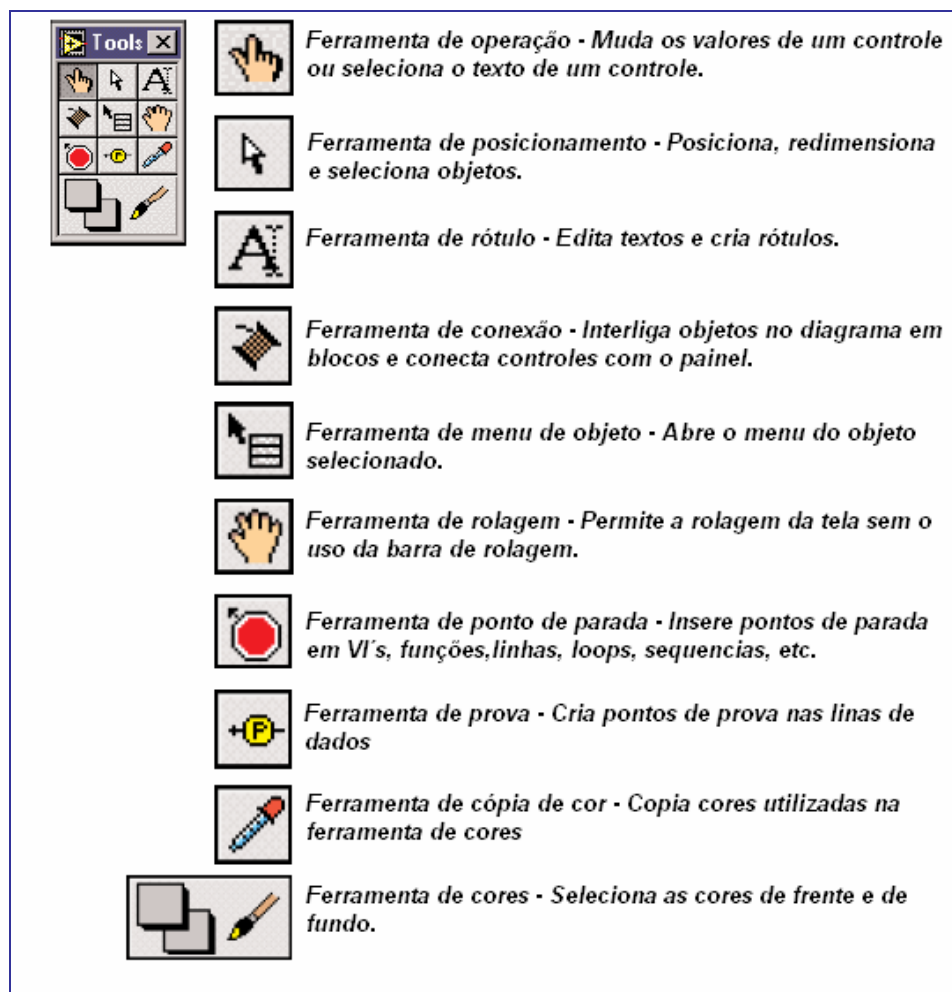 Tools
Ferramenta de operação - Muda os valores de um controle
ou seleciona o texto de um controle.
Ferramenta de posicionamento - Posiciona, redimensiona
e seleciona objetos.
A
Ferramenta de rótulo - Edita textos e cria rótulos.
Ferramenta de conexão - Interliga objetos no diagrama em
blocos e conecta controles com o painel.
Ferramenta de menu de objeto - Abre o menu do objeto
selecionado.
Ferramenta de rolagem - Permite a rolagem da tela sem o
uso da barra de rolagem.
Ferramenta de ponto de parada - Insere pontos de parada
em VI´s, funções,linhas, loops, sequencias, etc.
P
Ferramenta de prova - Cria pontos de prova nas linas de
dados
Ferramenta de cópia de cor - Copia cores utilizadas na
ferramenta de cores
Ferramenta de cores - Seleciona as cores de frente e de
fundo.